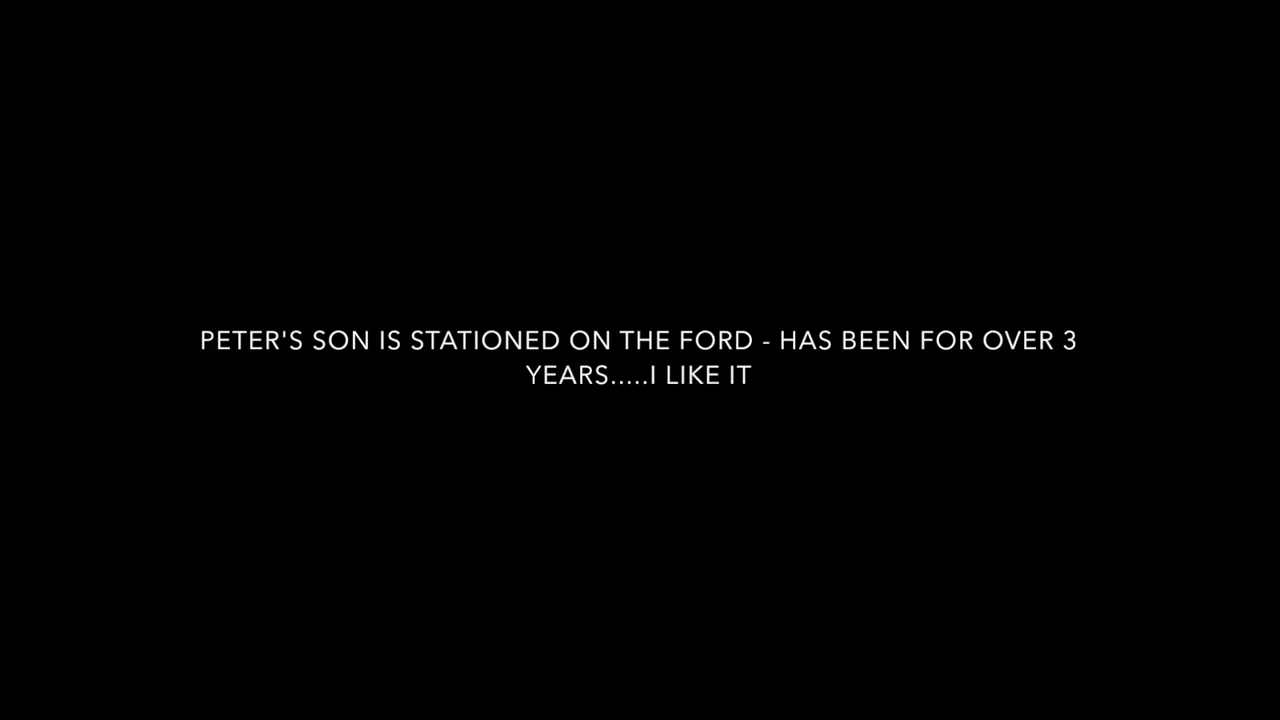 PETER'S SON IS STATIONED ON THE FORD - HAS BEEN FOR OVER 3
YEARS.....I LIKE IT